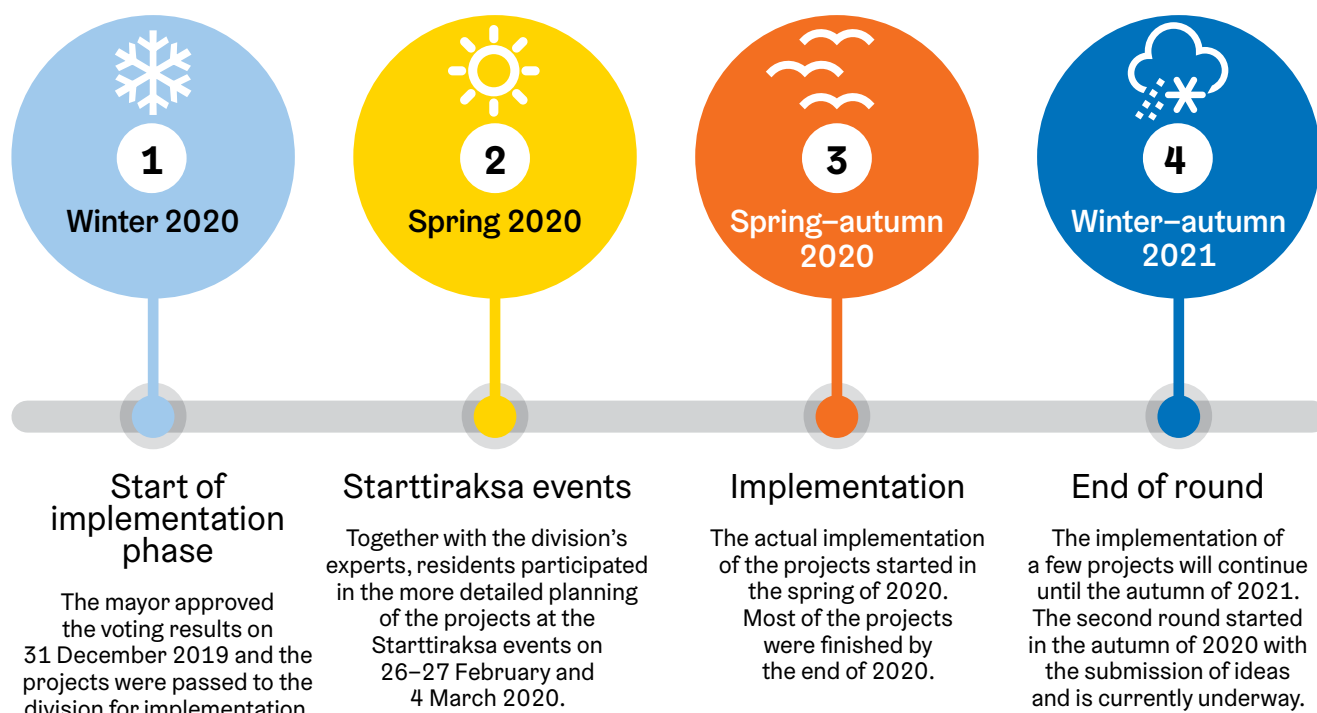 1
Winter 2020
Start of
implementation
phase
The mayor approved
the voting results on
31 December 2019 and the
projects were passed to the
division for implementation.
2
Spring 2020
Starttiraksa events
Together with the division’s
experts, residents participated
in the more detailed planning
of the projects at the
Starttiraksa events on
26–27 February and
4 March 2020.
3
Spring–autumn
2020
Implementation
The actual implementation
of the projects started in
the spring of 2020.
Most of the projects
were finished by
the end of 2020.
4
Winter–autumn
2021
End of round
The implementation of
a few projects will continue
until the autumn of 2021.
The second round started
in the autumn of 2020 with
the submission of ideas
and is currently underway.